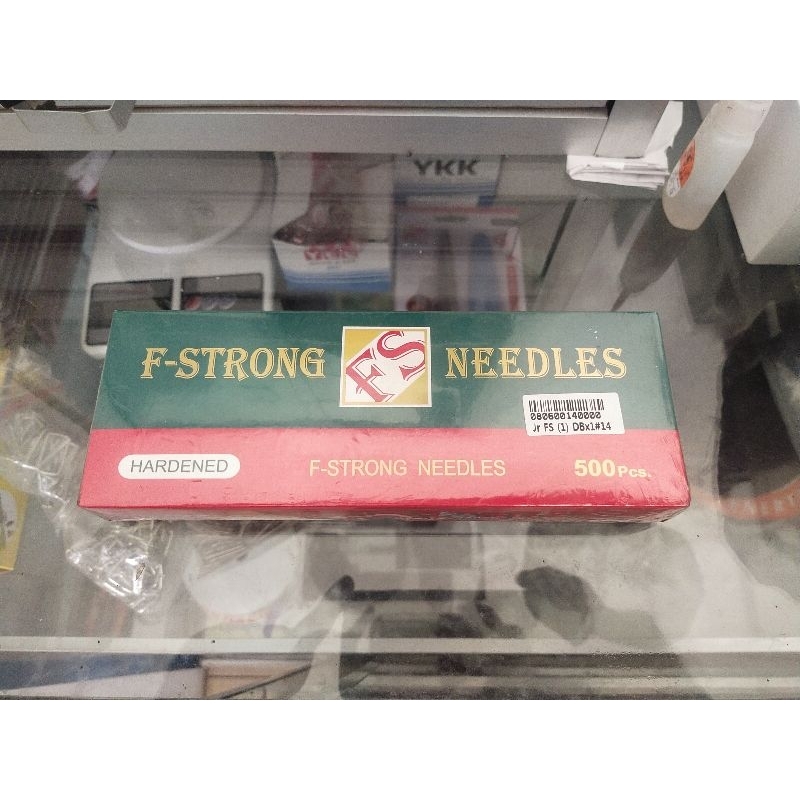 YKK
F-STRONG FS NEEDLES
080600140000
Jr FS (1) DBx1#14
HARDENED F-STRONG NEEDLES 500 Pcs.